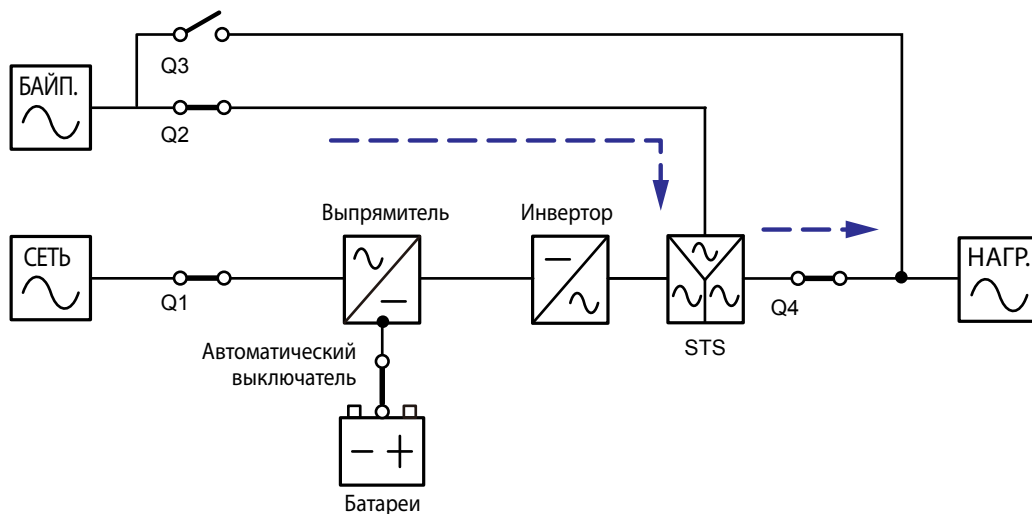 Q3
БАЙП.
Q2
Выпрямитель
Инвертор
СЕТЬ
НАГР.
Q1
Q4
STS
Автоматический
выключатель
Батареи